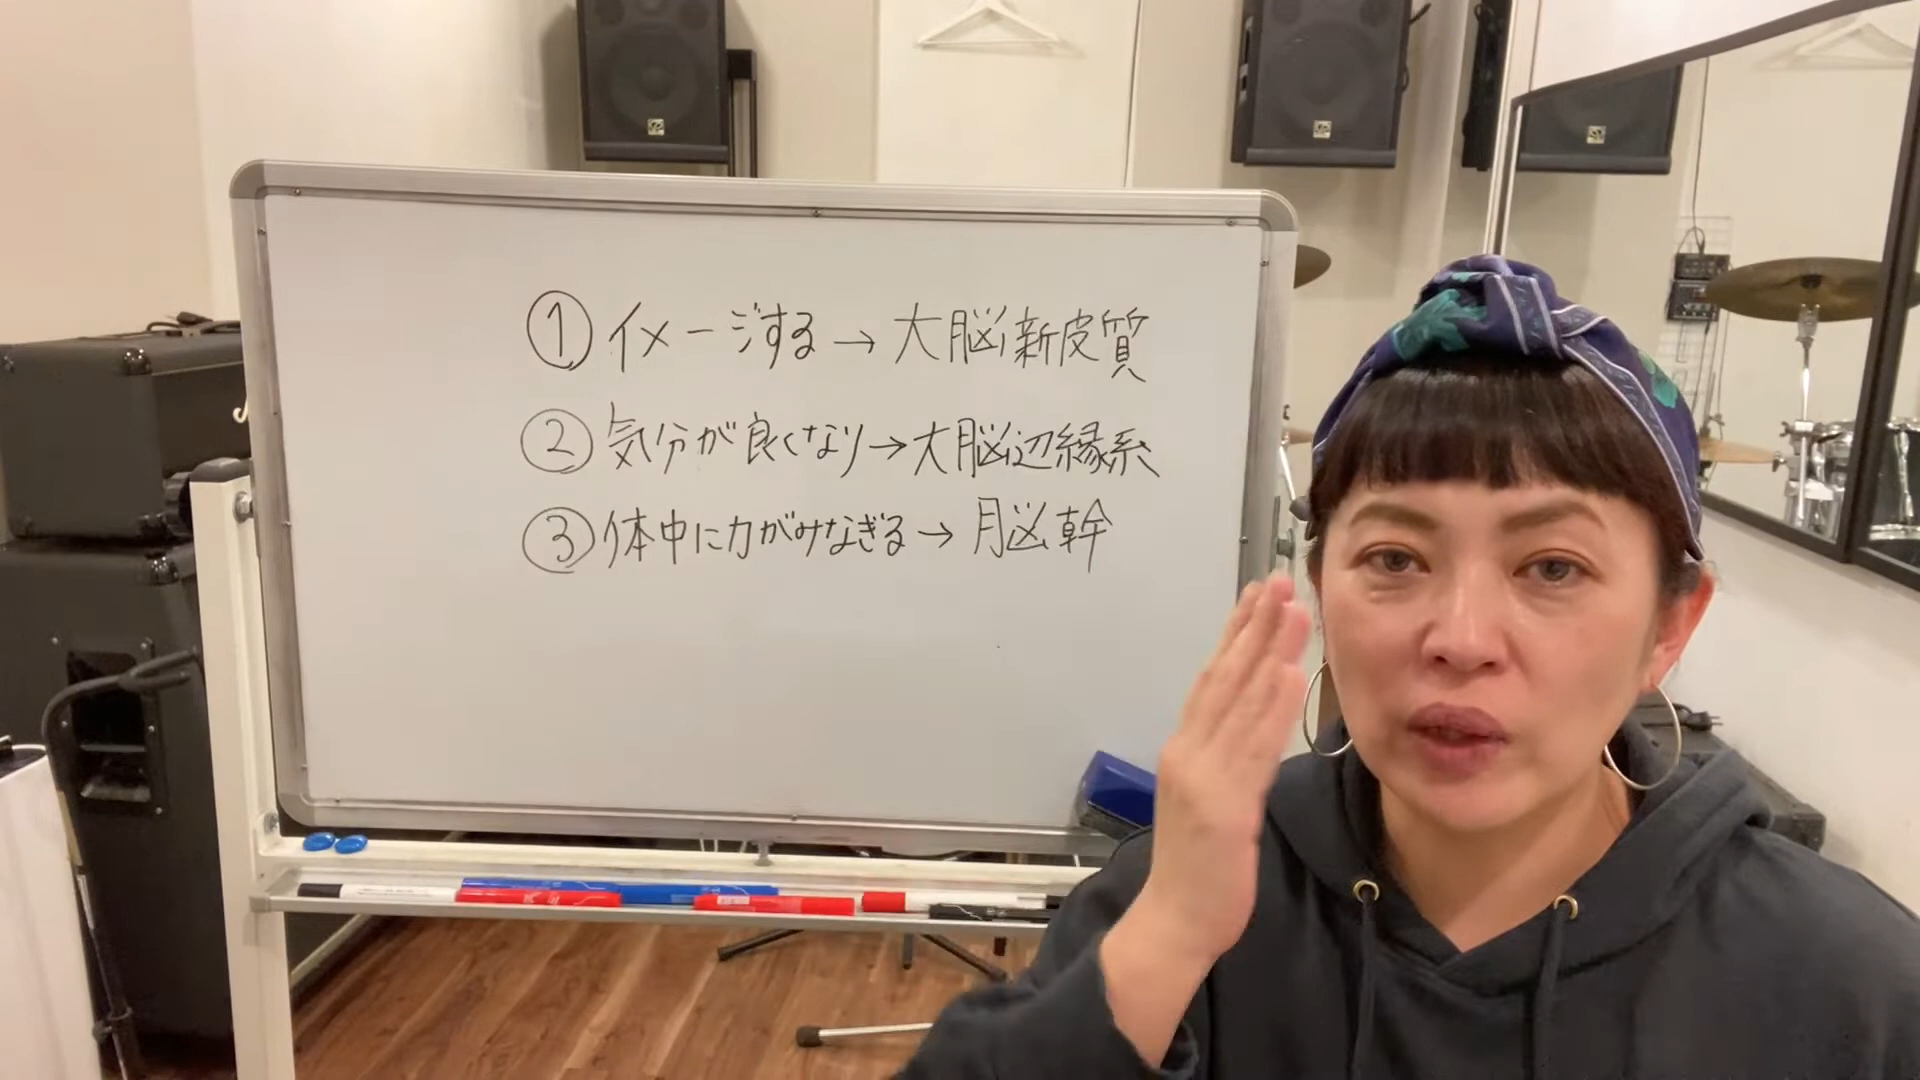 ① イメージする → 大脳新皮質
② 気分が良くなり → 大脳辺縁系
③ 体中に力がみなぎる → 脳幹